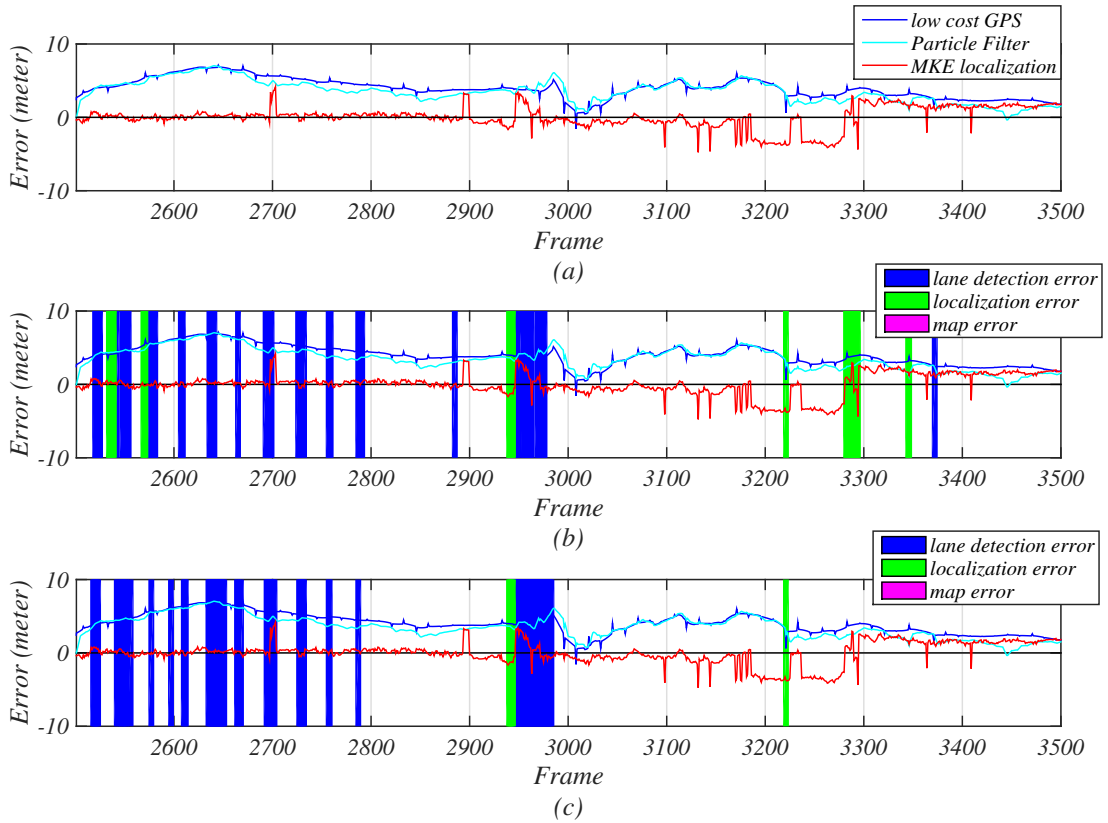 low cost GPS
Particle Filter
MKE localization
10
0
-10
Error (meter)
2600 2700 2800 2900 3000 3100 3200 3300 3400 3500
Frame
(a)
lane detection error
localization error
map error
10
0
-10
Error (meter)
2600 2700 2800 2900 3000 3100 3200 3300 3400 3500
Frame
(b)
lane detection error
localization error
map error
10
0
-10
Error (meter)
2600 2700 2800 2900 3000 3100 3200 3300 3400 3500
Frame
(c)